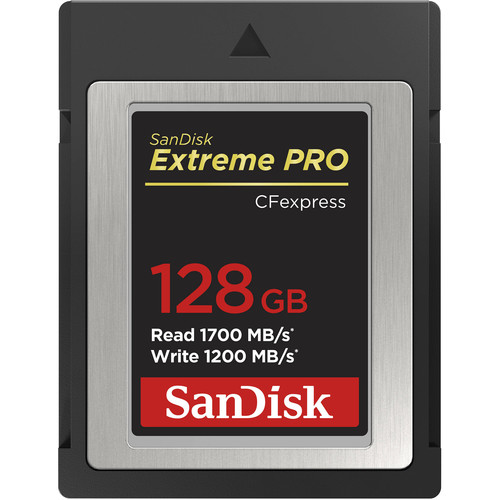 SanDisk
Extreme PRO
CFexpress
128 GB
Read 1700 MB/s*
Write 1200 MB/s*
SanDisk